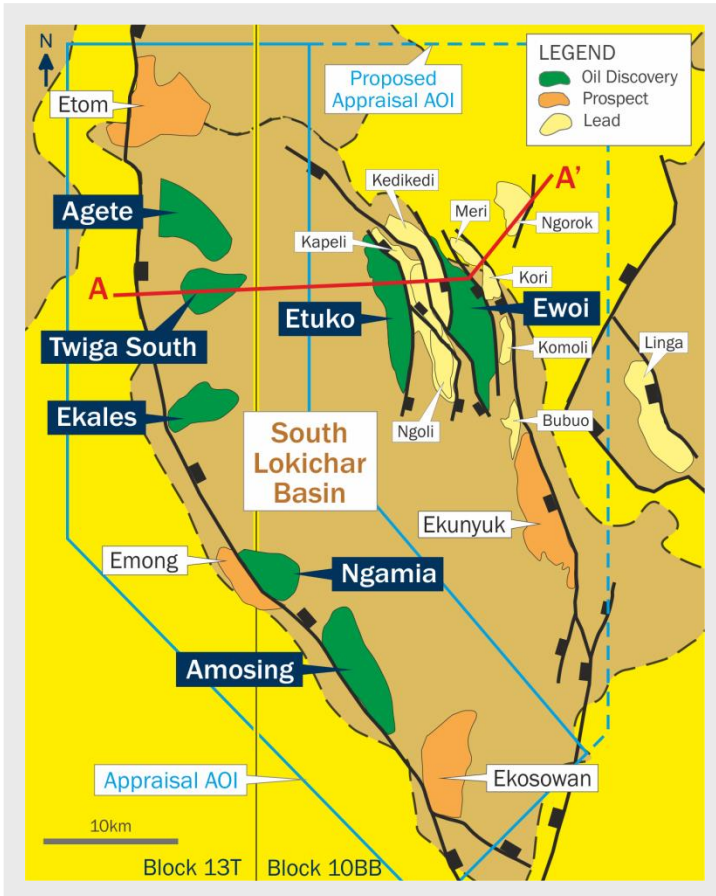 N
LEGEND
Oil Discovery
Prospect
Lead
Proposed
Appraisal AOI
Etom
Kedikedi
A'
Meri
Ngorok
Agete
Kapeli
Kori
A
Etuko
Ewoi
Twiga South
Komoli
Linga
Ekales
Ngoli
Bubuo
South
Lokichar
Basin
Ekunyuk
Emong
Ngamia
Amosing
Appraisal AOI
Ekosowan
10km
Block 13T
Block 10BB